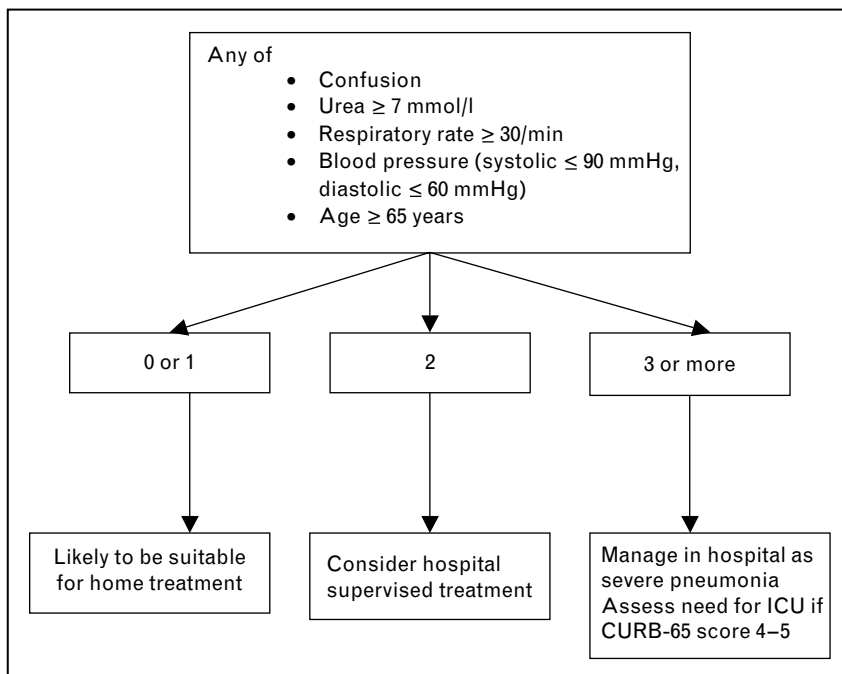 Any of
• Confusion
• Urea ≥ 7 mmol/l
• Respiratory rate ≥ 30/min
• Blood pressure (systolic ≤ 90 mmHg,
diastolic ≤ 60 mmHg)
• Age ≥ 65 years
0 or 1
2
3 or more
Likely to be suitable
for home treatment
Consider hospital
supervised treatment
Manage in hospital as
severe pneumonia
Assess need for ICU if
CURB-65 score 4–5